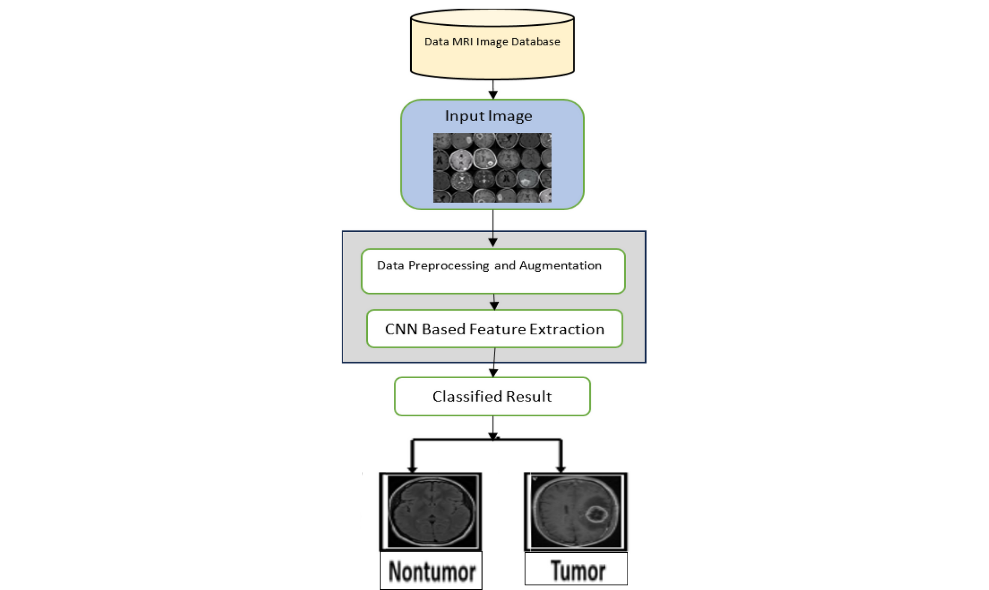 Data MRI Image Database
Input Image
Data Preprocessing and Augmentation
CNN Based Feature Extraction
Classified Result
Nontumor
Tumor